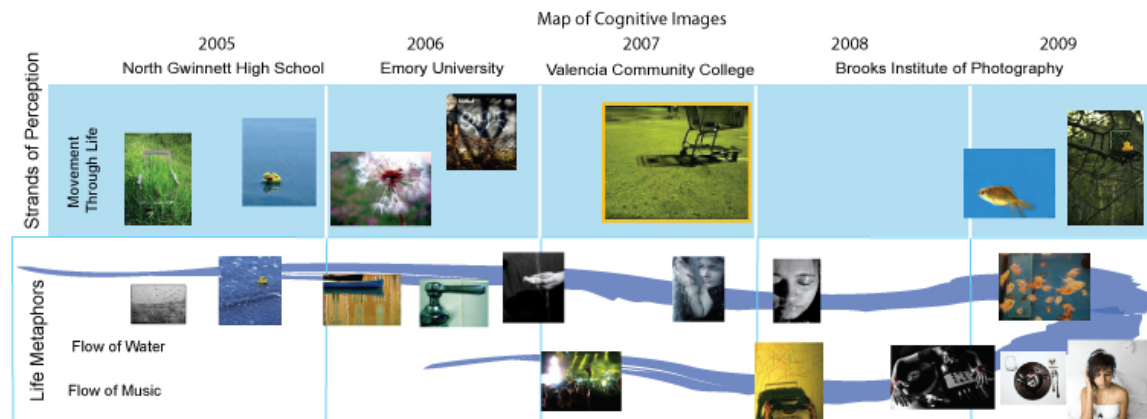 Map of Cognitive Images
2005 2006 2007 2008 2009
North Gwinnett High School Emory University Valencia Community College Brooks Institute of Photography
Strands of Perception
Movement
Through Life
Life Metaphors
Flow of Water
Flow of Music